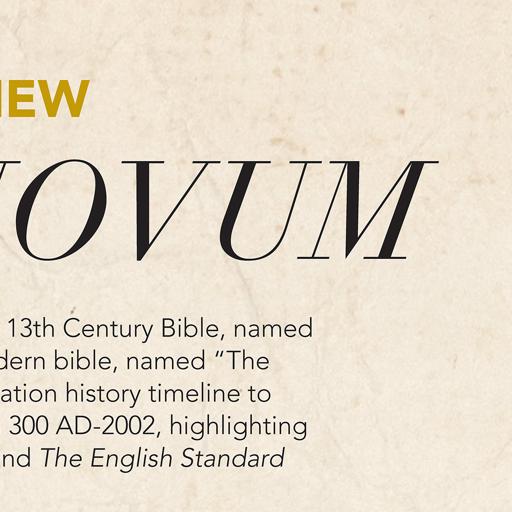 NEW
NOVUM
13th Century Bible, named
dern bible, named “The
ation history timeline to
300 AD-2002, highlighting
nd The English Standard